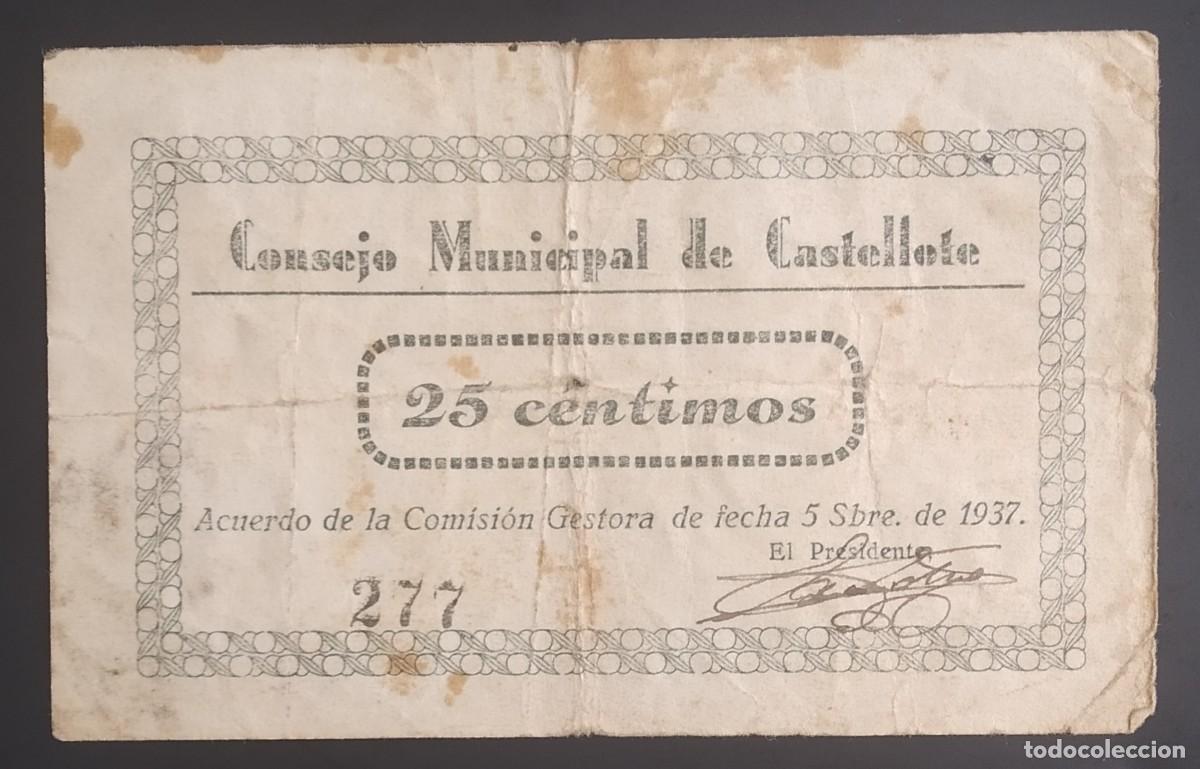 Consejo Municipal de Castellote
25 céntimos
Acuerdo de la Comisión Gestora de fecha 5 Sbre. de 1937.
El Presidente,
277
todocoleccion